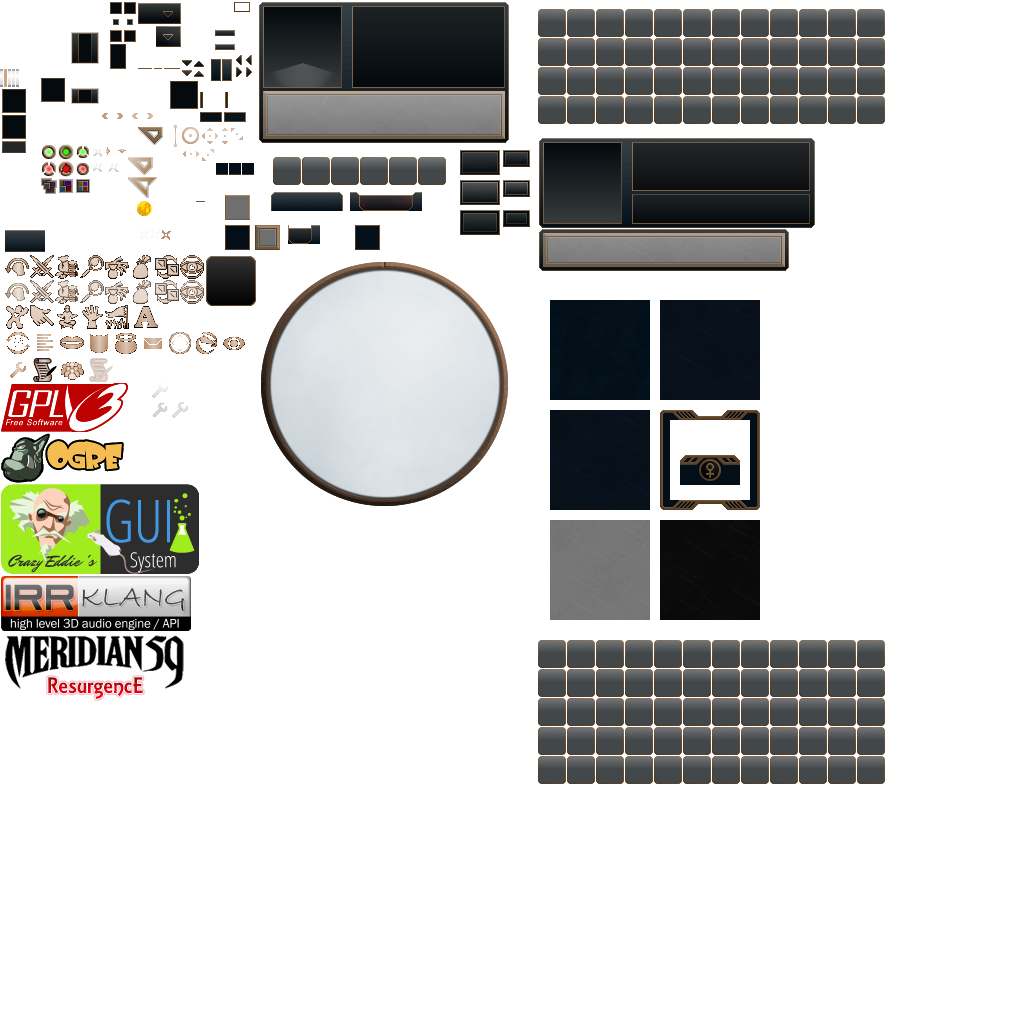 A
GPL V3
Free Software
OGRE
GUI
Crazy Eddie's System
IRR KLANG
high level 3D audio engine / API
MERIDIAN 59
ResurgencE